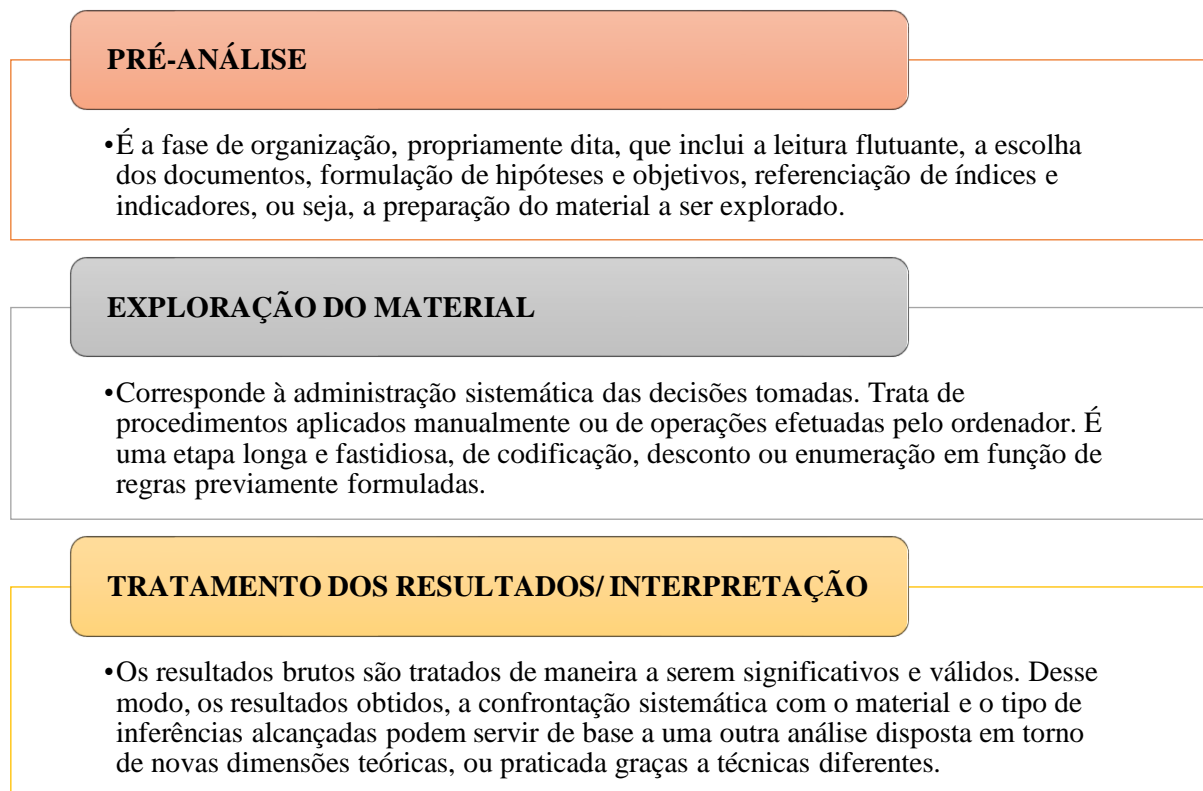 PRÉ-ANÁLISE
•É a fase de organização, propriamente dita, que inclui a leitura flutuante, a escolha
dos documentos, formulação de hipóteses e objetivos, referenciação de índices e
indicadores, ou seja, a preparação do material a ser explorado.
EXPLORAÇÃO DO MATERIAL
•Corresponde à administração sistemática das decisões tomadas. Trata de
procedimentos aplicados manualmente ou de operações efetuadas pelo ordenador. É
uma etapa longa e fastidiosa, de codificação, desconto ou enumeração em função de
regras previamente formuladas.
TRATAMENTO DOS RESULTADOS/ INTERPRETAÇÃO
•Os resultados brutos são tratados de maneira a serem significativos e válidos. Desse
modo, os resultados obtidos, a confrontação sistemática com o material e o tipo de
inferências alcançadas podem servir de base a uma outra análise disposta em torno
de novas dimensões teóricas, ou praticada graças a técnicas diferentes.